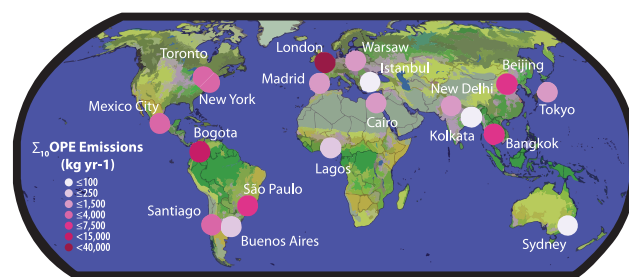 London
Warsaw
Toronto
Istanbul
Beijing
Madrid
New Delhi
New York
Mexico City
Tokyo
Cairo
Kolkata
Bogota
Bangkok
Lagos
Σ10OPE Emissions
(kg yr-1)
≤100
≤250
≤1,500
≤4,000
≤7,500
<15,000
<40,000
São Paulo
Santiago
Buenos Aires
Sydney